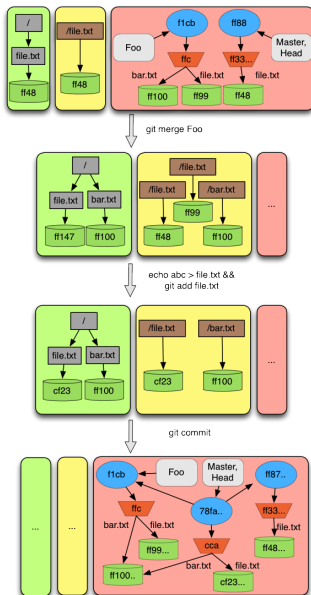 /
file.txt
ff48
/file.txt
ff48
f1cb
ff88
Foo
Master,
Head
ffc
ff33...
bar.txt
file.txt
file.txt
ff100
ff99
ff48
git merge Foo
/
file.txt
bar.txt
ff147
ff100
/file.txt
/file.txt
/bar.txt
ff99
ff48
ff100
...
echo abc > file.txt &&
git add file.txt
/
file.txt
bar.txt
cf23
ff100
/file.txt
/bar.txt
cf23
ff100
...
git commit
...
...
f1cb
Foo
Master,
Head
ff87..
ffc
78fa..
ff33...
bar.txt
file.txt
file.txt
ff99...
cca
ff48...
bar.txt
file.txt
ff100..
cf23...